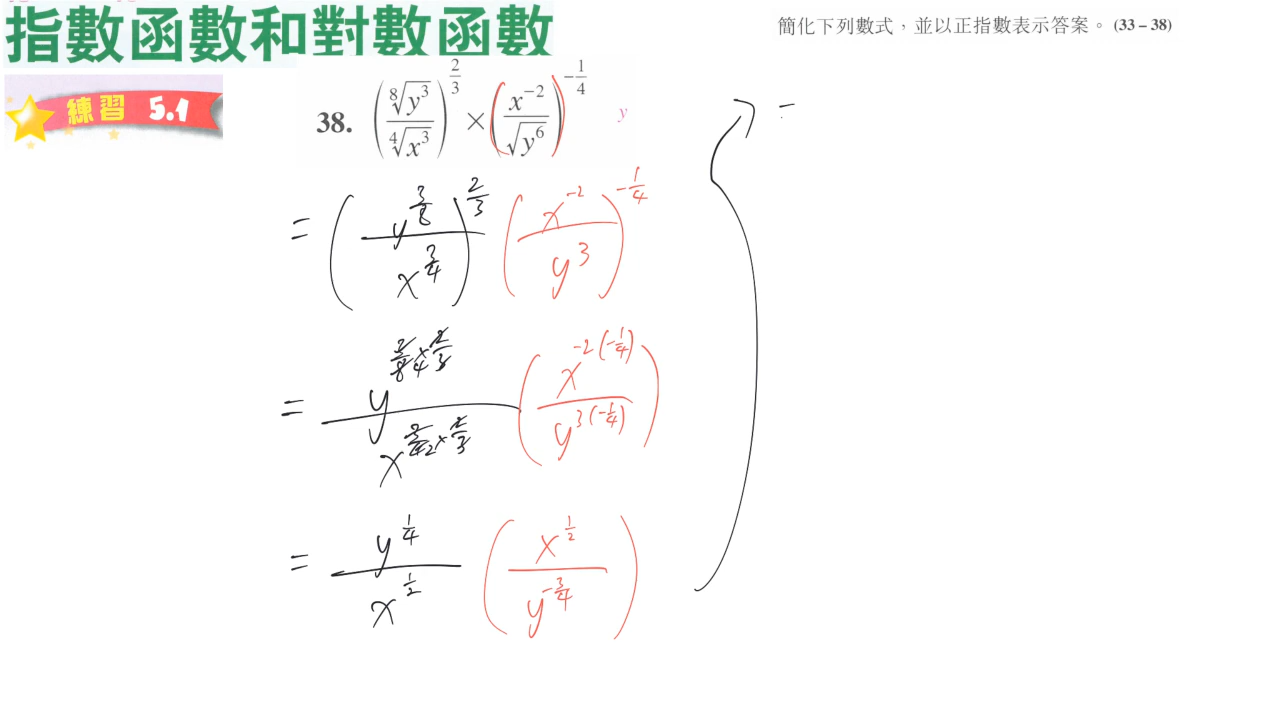 指數函數和對數函數
練習 5.1
簡化下列數式，並以正指數表示答案。(33 – 38)
38. (⁸√y³ / ⁴√x³)^(2/3) × (x⁻² / √y⁶)^(-1/4) y
= (y^(3/8) / x^(3/4))^(2/3) (x⁻² / y³)^(-1/4)
= y^(3/8 × 2/3) / x^(3/4 × 2/3) (x^(-2(-1/4)) / y^(3(-1/4)))
= y^(1/4) / x^(1/2) (x^(1/2) / y^(-3/4))
=